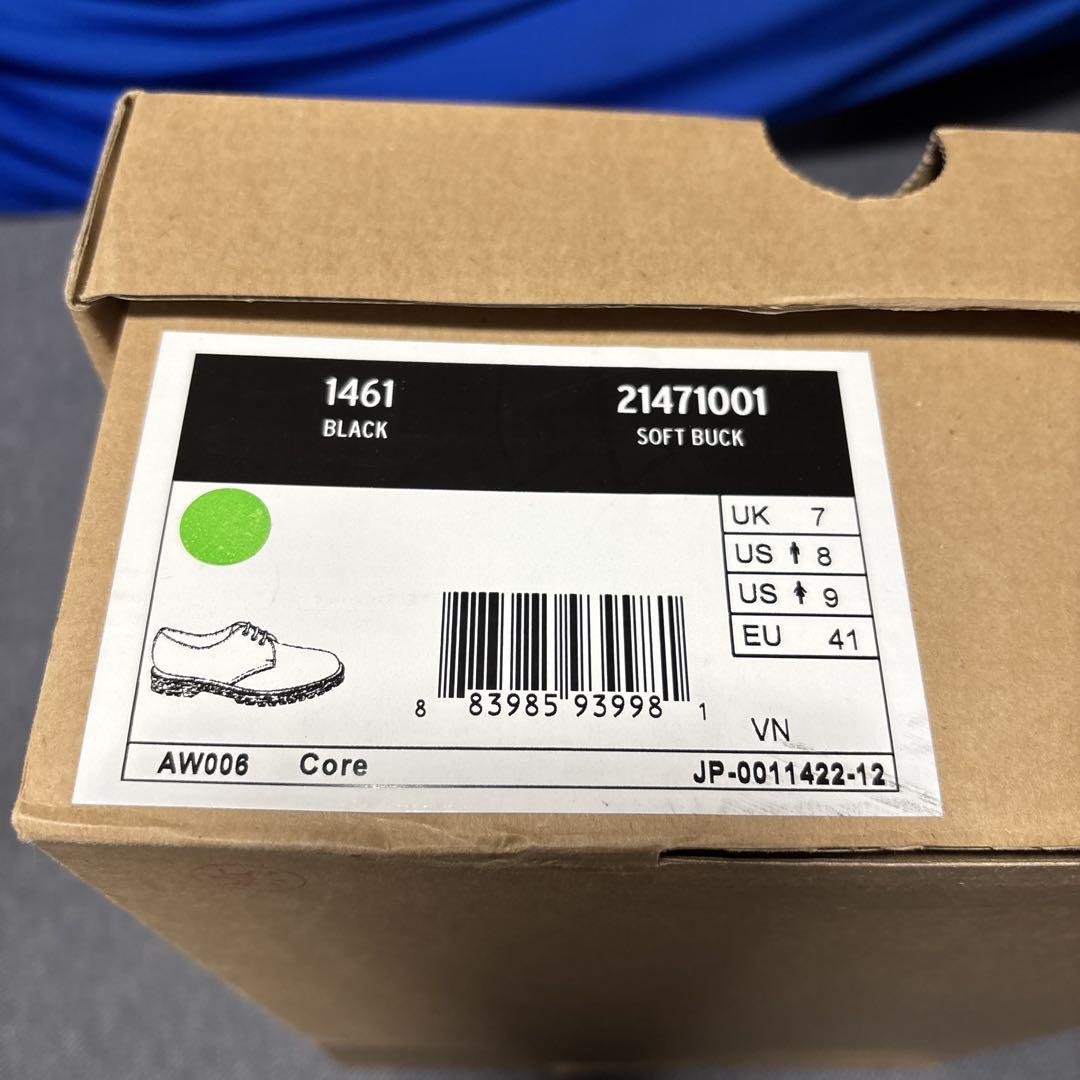 1461
BLACK
21471001
SOFT BUCK
UK 7
US 8
US 9
EU 41
8 83985 93998 1
VN
AW006 Core
JP-0011422-12